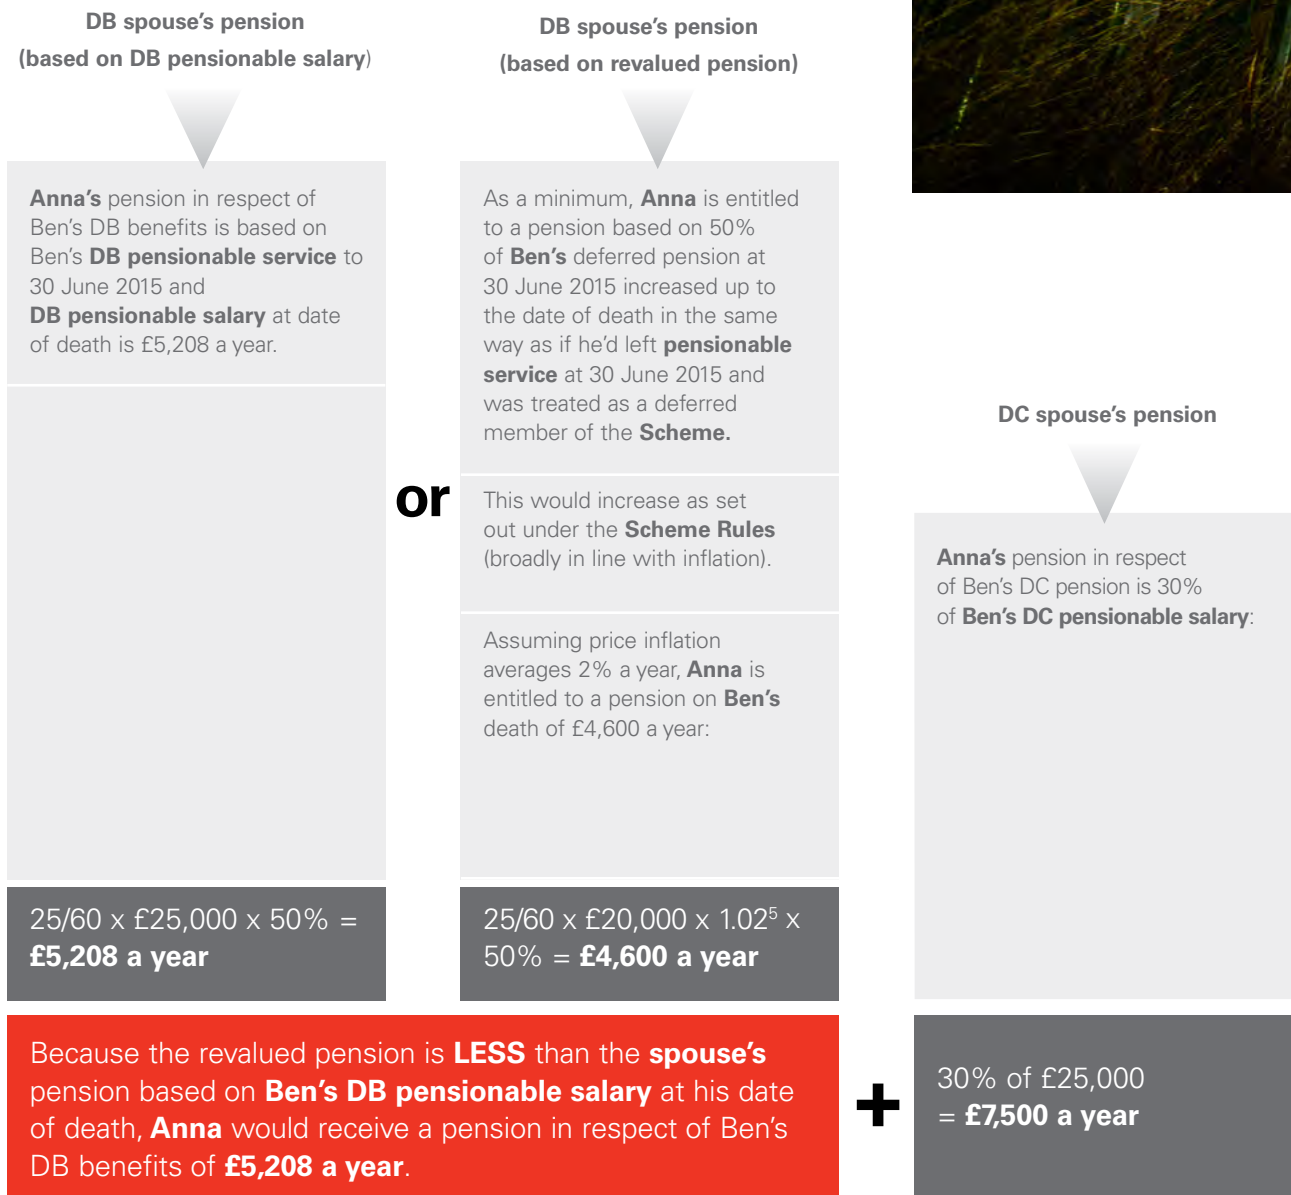 DB spouse's pension
(based on DB pensionable salary)
Anna's pension in respect of
Ben's DB benefits is based on
Ben's DB pensionable service to
30 June 2015 and
DB pensionable salary at date
of death is £5,208 a year.
25/60 x £25,000 x 50% =
£5,208 a year
or
DB spouse's pension
(based on revalued pension)
As a minimum, Anna is entitled
to a pension based on 50%
of Ben's deferred pension at
30 June 2015 increased up to
the date of death in the same
way as if he'd left pensionable
service at 30 June 2015 and
was treated as a deferred
member of the Scheme.
This would increase as set
out under the Scheme Rules
(broadly in line with inflation).
Assuming price inflation
averages 2% a year, Anna is
entitled to a pension on Ben's
death of £4,600 a year:
25/60 x £20,000 x 1.02⁵ x
50% = £4,600 a year
Because the revalued pension is LESS than the spouse's
pension based on Ben's DB pensionable salary at his date
of death, Anna would receive a pension in respect of Ben's
DB benefits of £5,208 a year.
+
DC spouse's pension
Anna's pension in respect
of Ben's DC pension is 30%
of Ben's DC pensionable salary:
30% of £25,000
= £7,500 a year